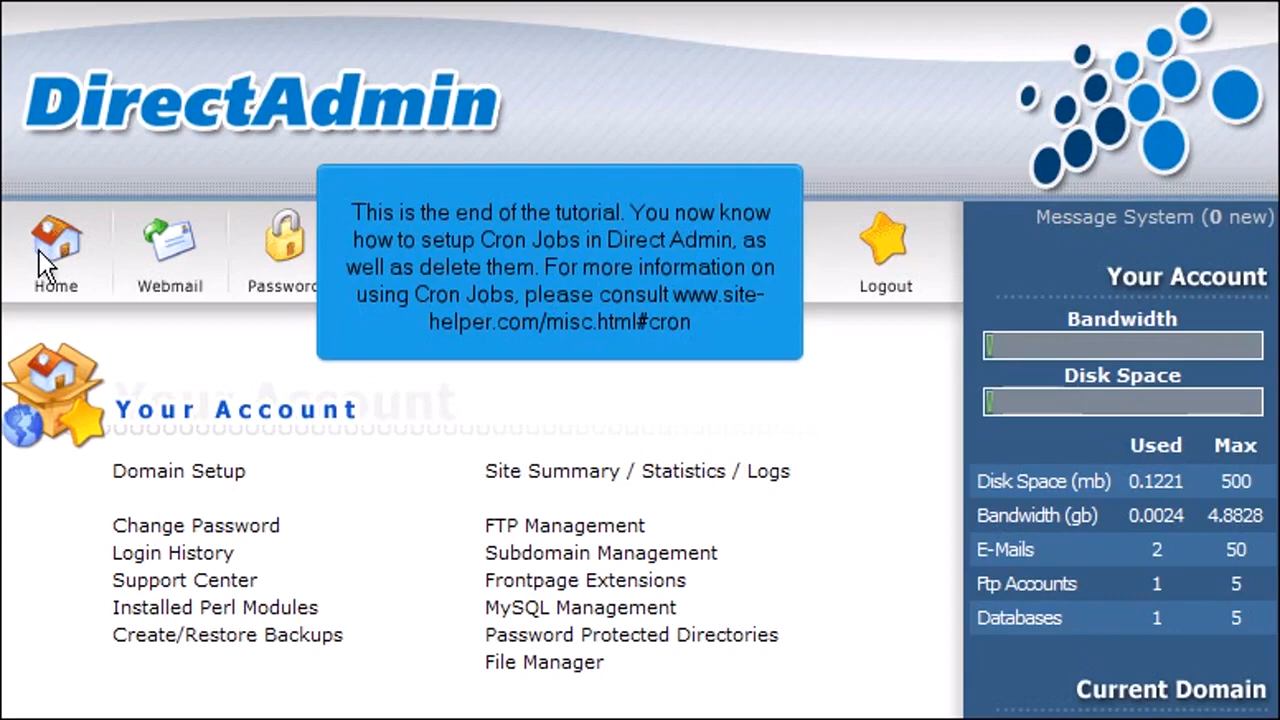 DirectAdmin
This is the end of the tutorial. You now know
how to setup Cron Jobs in Direct Admin, as
well as delete them. For more information on
using Cron Jobs, please consult www.site-
helper.com/misc.html#cron
Home
Webmail
Password
Logout
Message System (0 new)
Your Account
Bandwidth
Disk Space
Used Max
Disk Space (mb) 0.1221 500
Bandwidth (gb) 0.0024 4.8828
E-Mails 2 50
Ftp Accounts 1 5
Databases 1 5
Current Domain
Your Account
Domain Setup
Change Password
Login History
Support Center
Installed Perl Modules
Create/Restore Backups
Site Summary / Statistics / Logs
FTP Management
Subdomain Management
Frontpage Extensions
MySQL Management
Password Protected Directories
File Manager